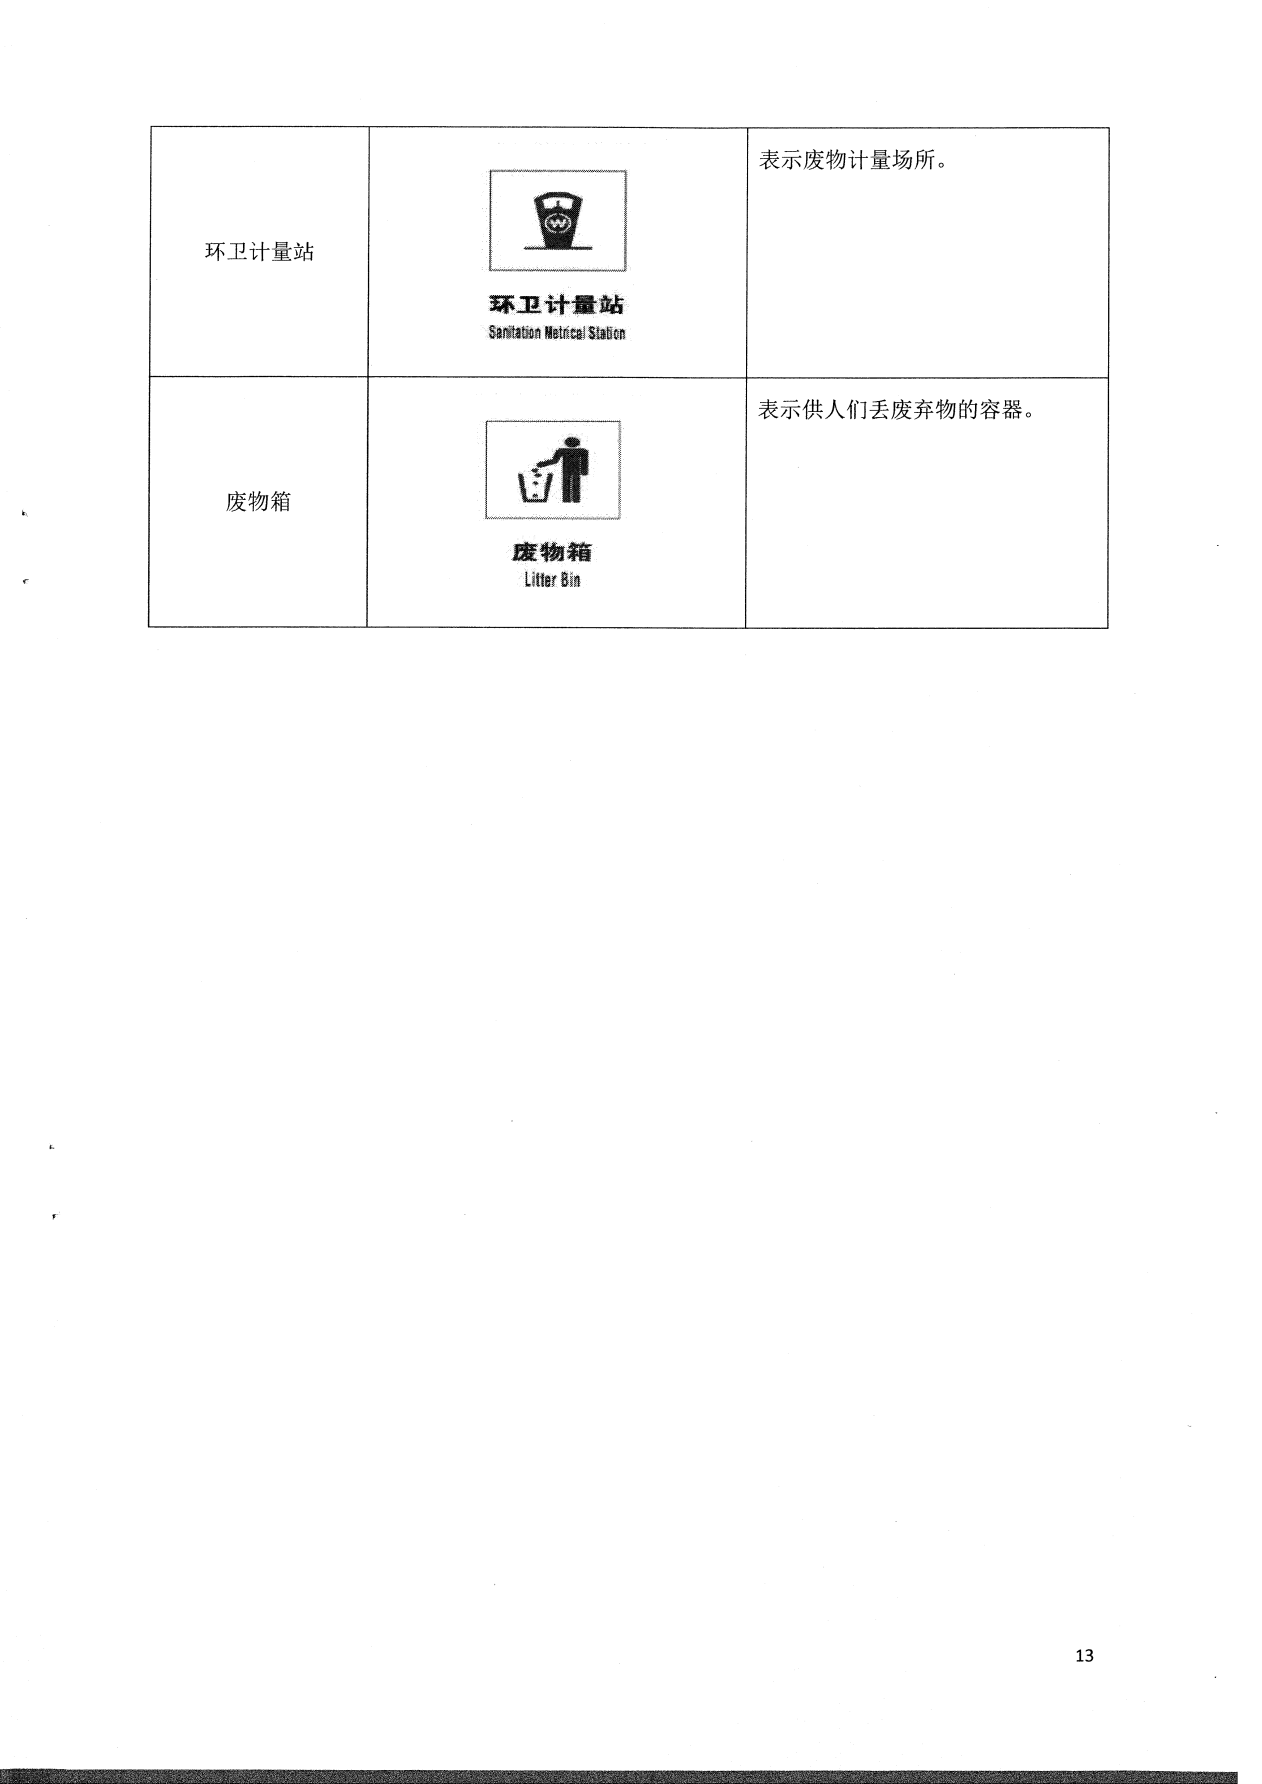 表示废物计量场所。
环卫计量站
W
环卫计量站
Sanitation Metrical Station
表示供人们丢废弃物的容器。
废物箱
废物箱
Litter Bin
13